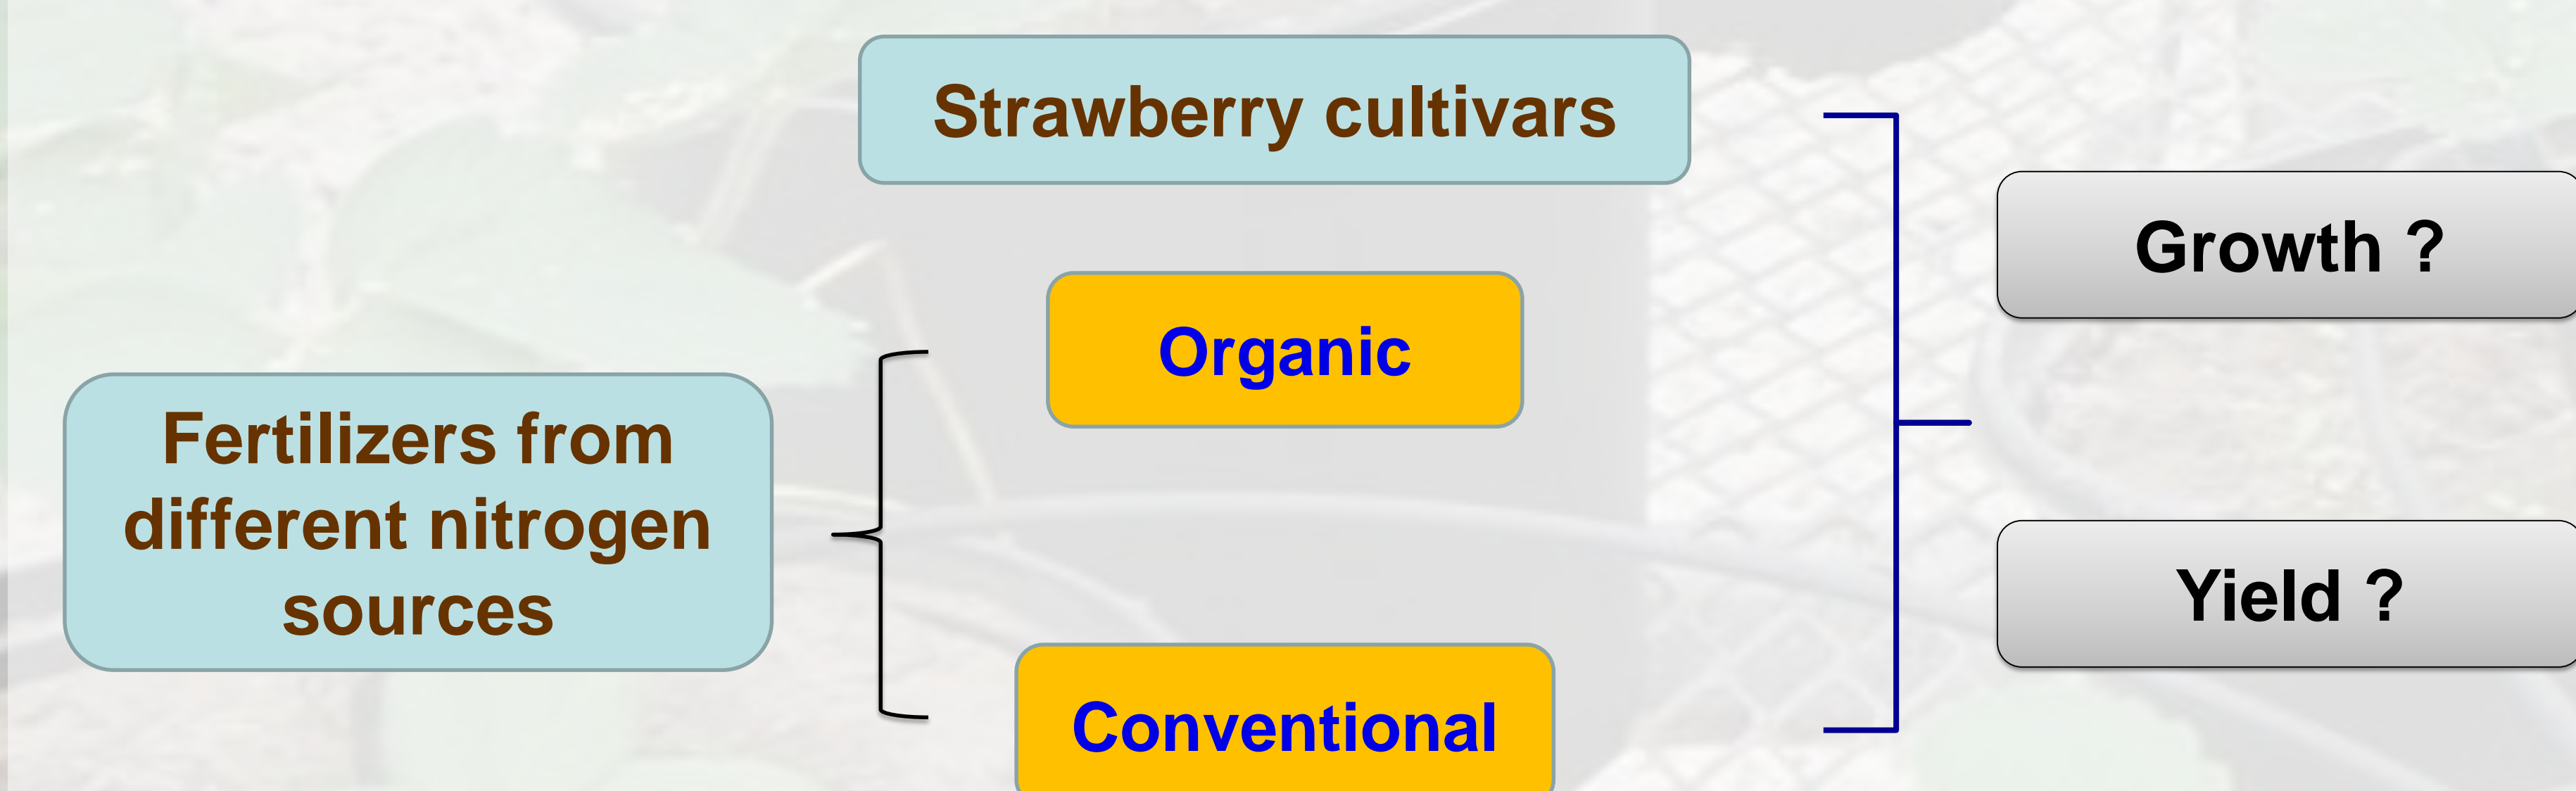 Strawberry cultivars
Fertilizers from
different nitrogen
sources
Organic
Conventional
Growth ?
Yield ?